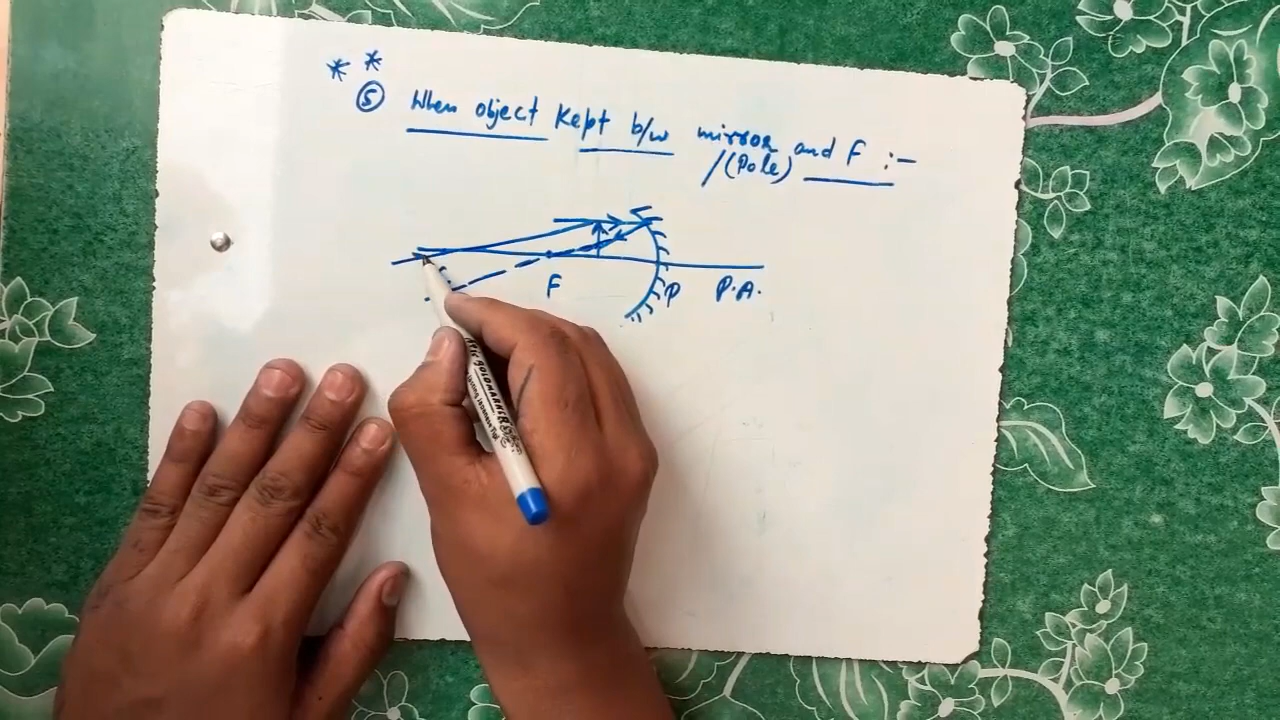 * *
⑤ When object kept b/w mirror and F :-
/(Pole)
F
P
P.A.